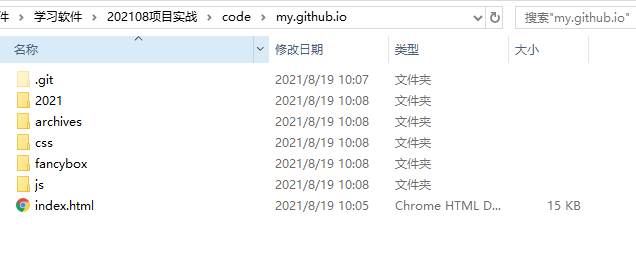 件 › 学习软件 › 202108项目实战 › code › my.github.io 搜索"my.github.io"
名称 修改日期 类型 大小
.git 2021/8/19 10:07 文件夹
2021 2021/8/19 10:08 文件夹
archives 2021/8/19 10:08 文件夹
css 2021/8/19 10:08 文件夹
fancybox 2021/8/19 10:08 文件夹
js 2021/8/19 10:08 文件夹
index.html 2021/8/19 10:05 Chrome HTML D... 15 KB